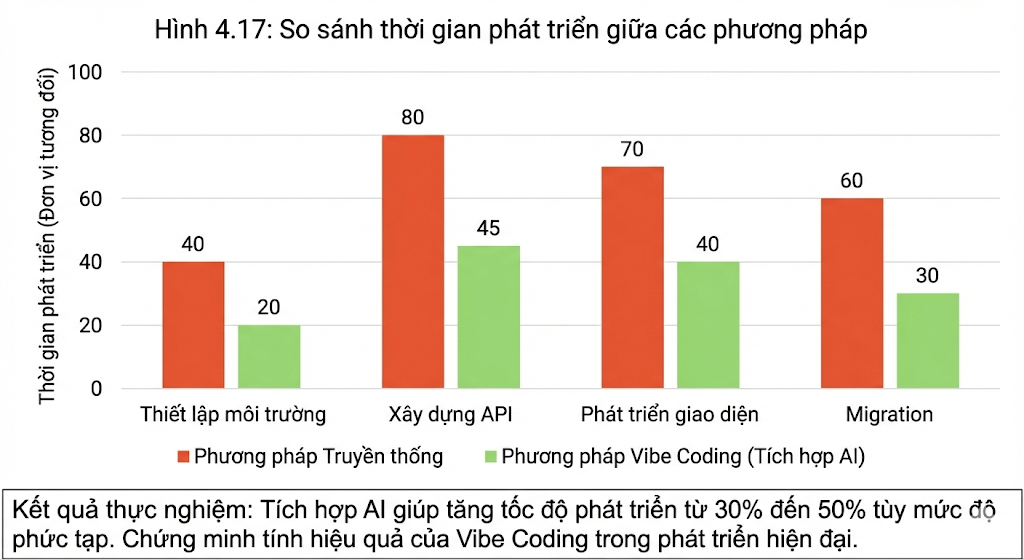 Hình 4.17: So sánh thời gian phát triển giữa các phương pháp
Thời gian phát triển (Đơn vị tương đối)
100
80
60
40
20
0
40
20
80
45
70
40
60
30
Thiết lập môi trường
Xây dựng API
Phát triển giao diện
Migration
Phương pháp Truyền thống
Phương pháp Vibe Coding (Tích hợp AI)
Kết quả thực nghiệm: Tích hợp AI giúp tăng tốc độ phát triển từ 30% đến 50% tùy mức độ
phức tạp. Chứng minh tính hiệu quả của Vibe Coding trong phát triển hiện đại.